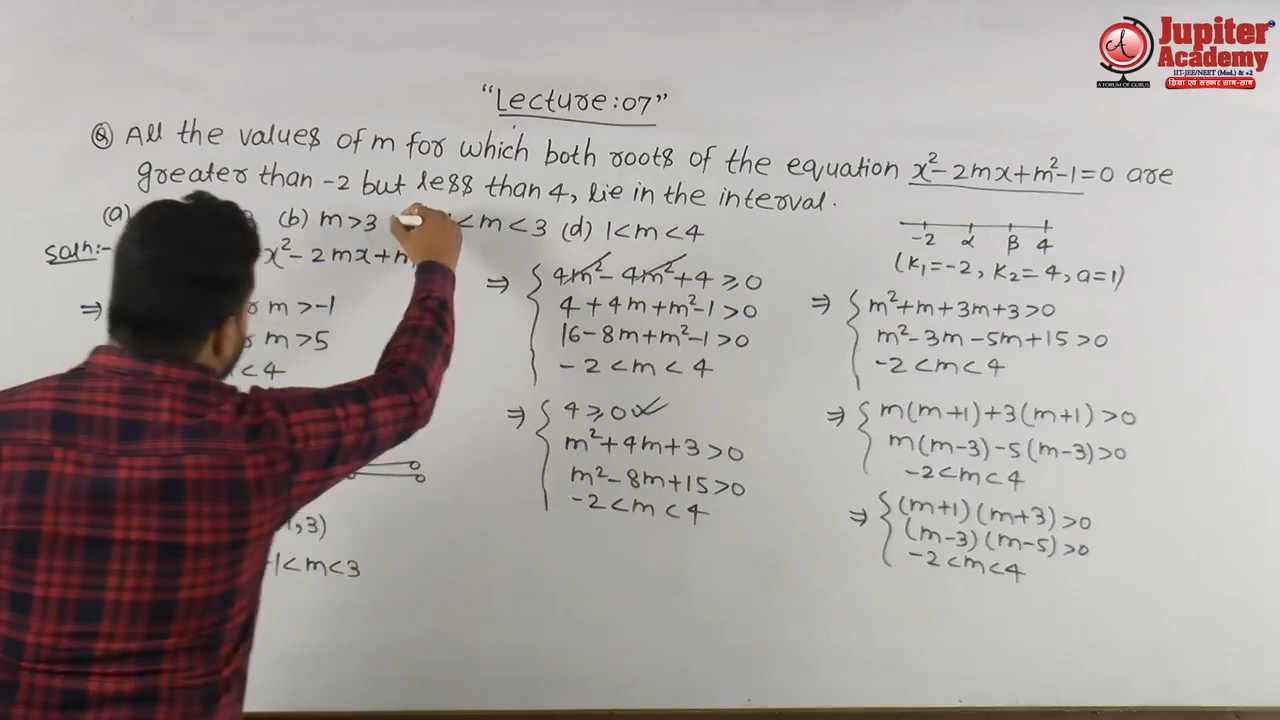 Jupiter
Academy
IIT-JEE/NEET (Med.) & +2
A FORUM OF GURUS
शिक्षा एवं संस्कार साथ-साथ
"Lecture:07"
Q All the values of m for which both roots of the equation x²-2mx+m²-1=0 are
greater than -2 but less than 4, lie in the interval.
(a) (b) m>3 <m<3 (d) 1<m<4
Solⁿ:- x²-2mx+m
⇒ m>-1
m>5
<4
,3)
1<m<3
⇒ { 4m²-4m²+4⩾0
4+4m+m²-1>0
16-8m+m²-1>0
-2<m<4
⇒ { 4⩾0 ✓
m²+4m+3>0
m²-8m+15>0
-2<m<4
-2 α β 4
(K₁=-2, K₂=4, a=1)
⇒ { m²+m+3m+3>0
m²-3m-5m+15>0
-2<m<4
⇒ { m(m+1)+3(m+1)>0
m(m-3)-5(m-3)>0
-2<m<4
⇒ { (m+1)(m+3)>0
(m-3)(m-5)>0
-2<m<4